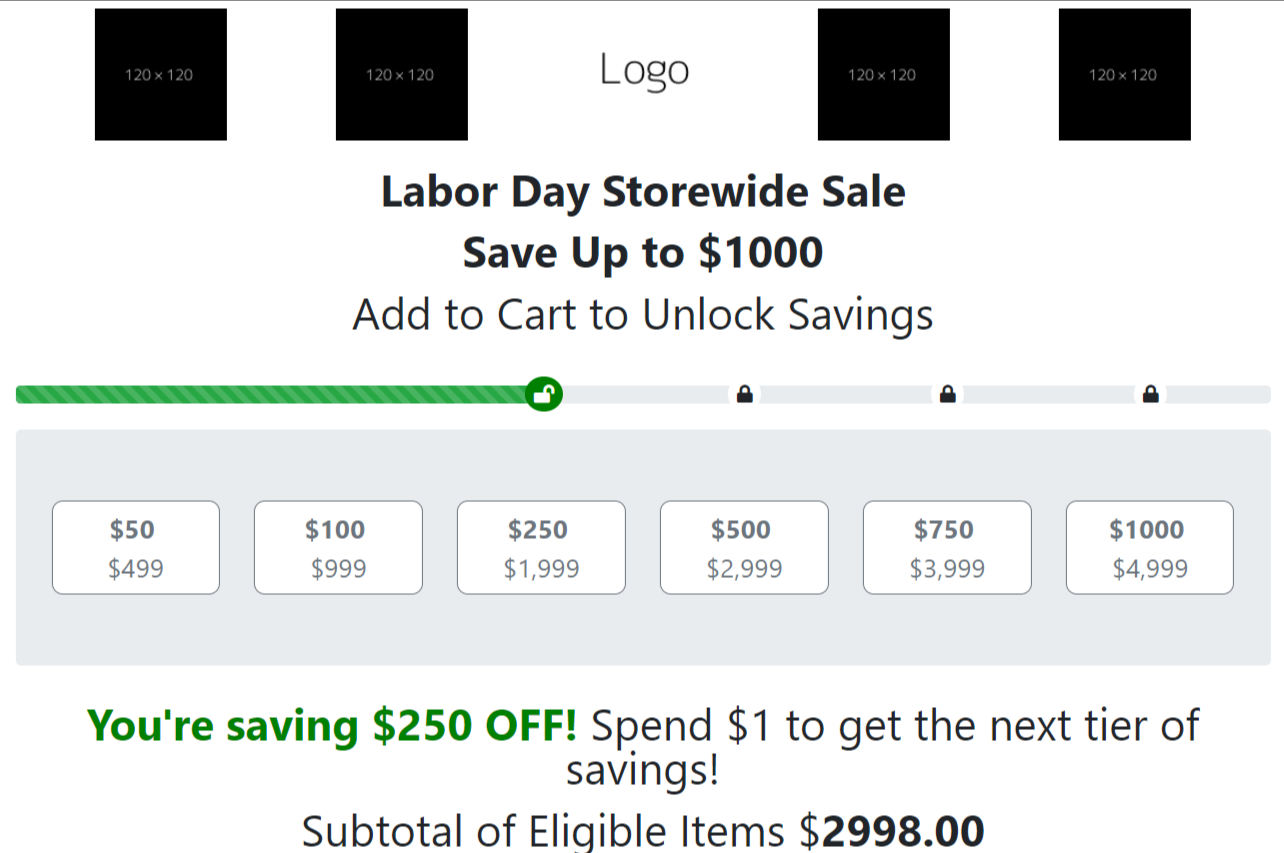 120 × 120
120 × 120
Logo
120 × 120
120 × 120
Labor Day Storewide Sale
Save Up to $1000
Add to Cart to Unlock Savings
$50
$499
$100
$999
$250
$1,999
$500
$2,999
$750
$3,999
$1000
$4,999
You're saving $250 OFF! Spend $1 to get the next tier of
savings!
Subtotal of Eligible Items $2998.00